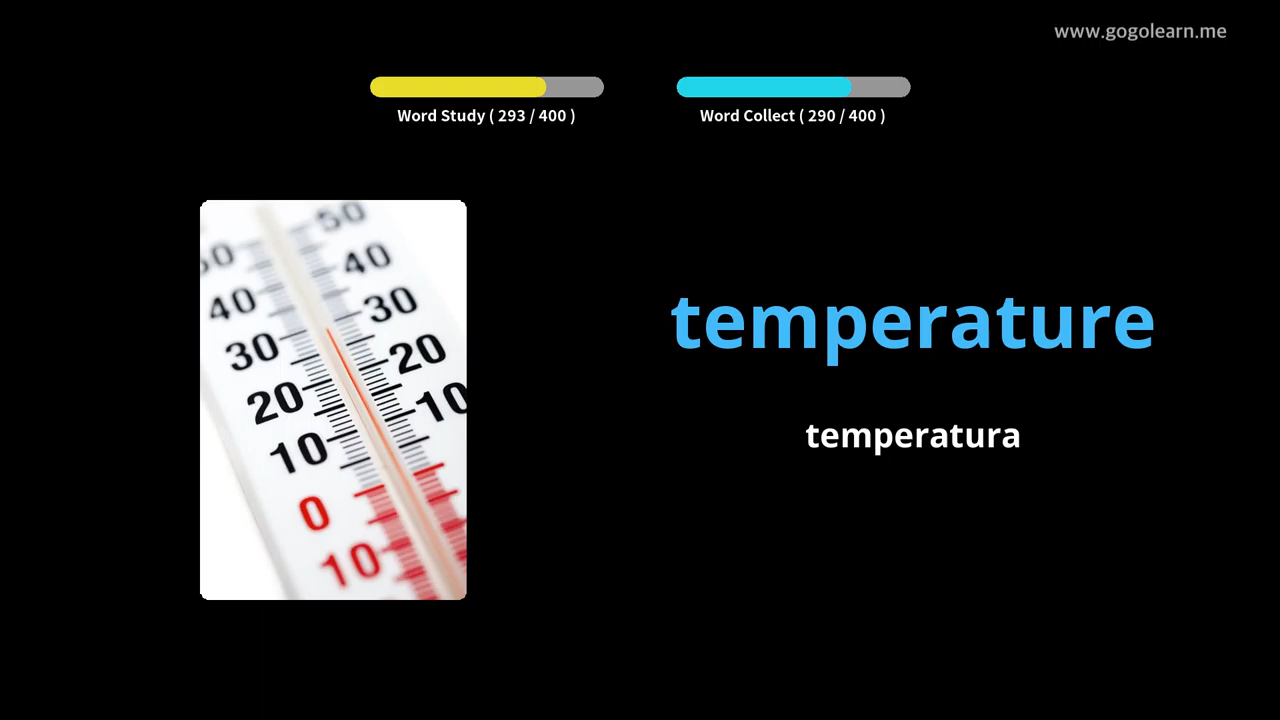 www.gogolearn.me
Word Study ( 293 / 400 )
Word Collect ( 290 / 400 )
50
40
30
20
10
40
30
20
10
0
10
temperature
temperatura